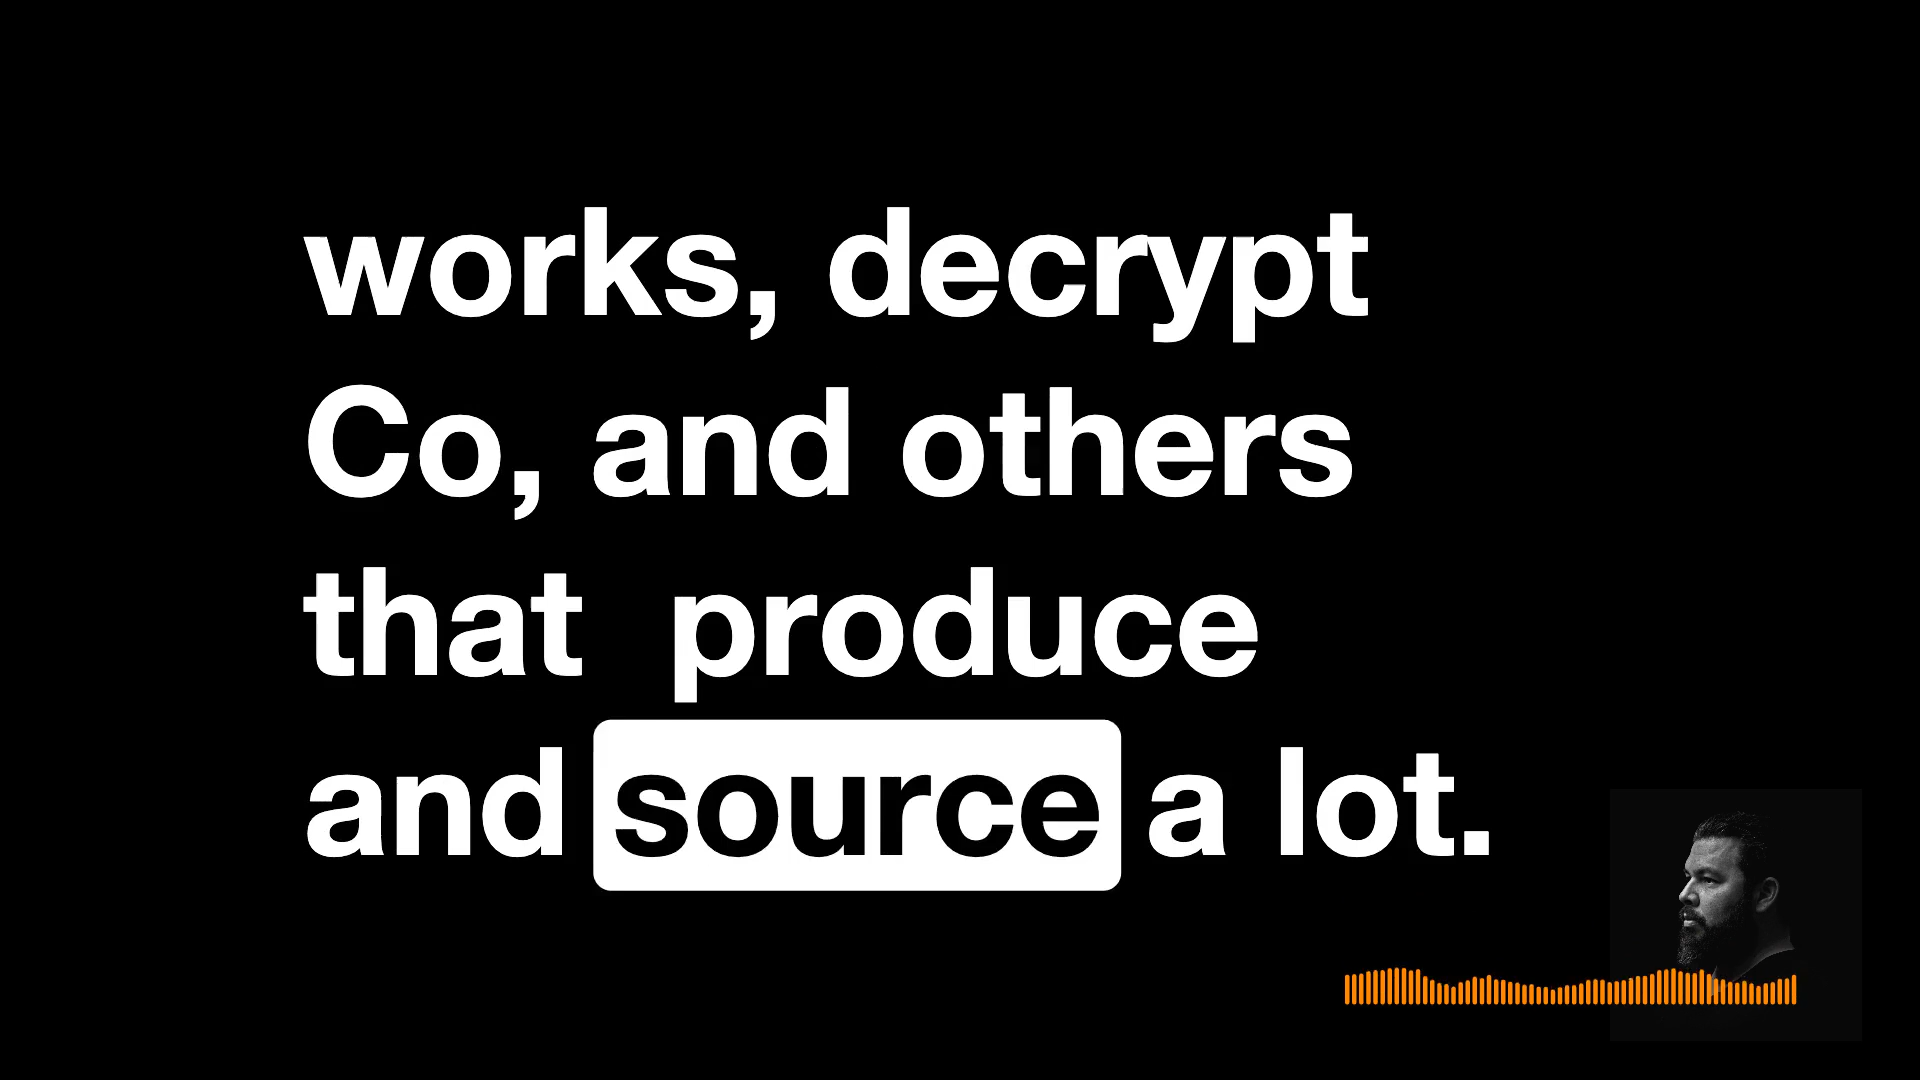 works, decrypt
Co, and others
that  produce
and source a lot.